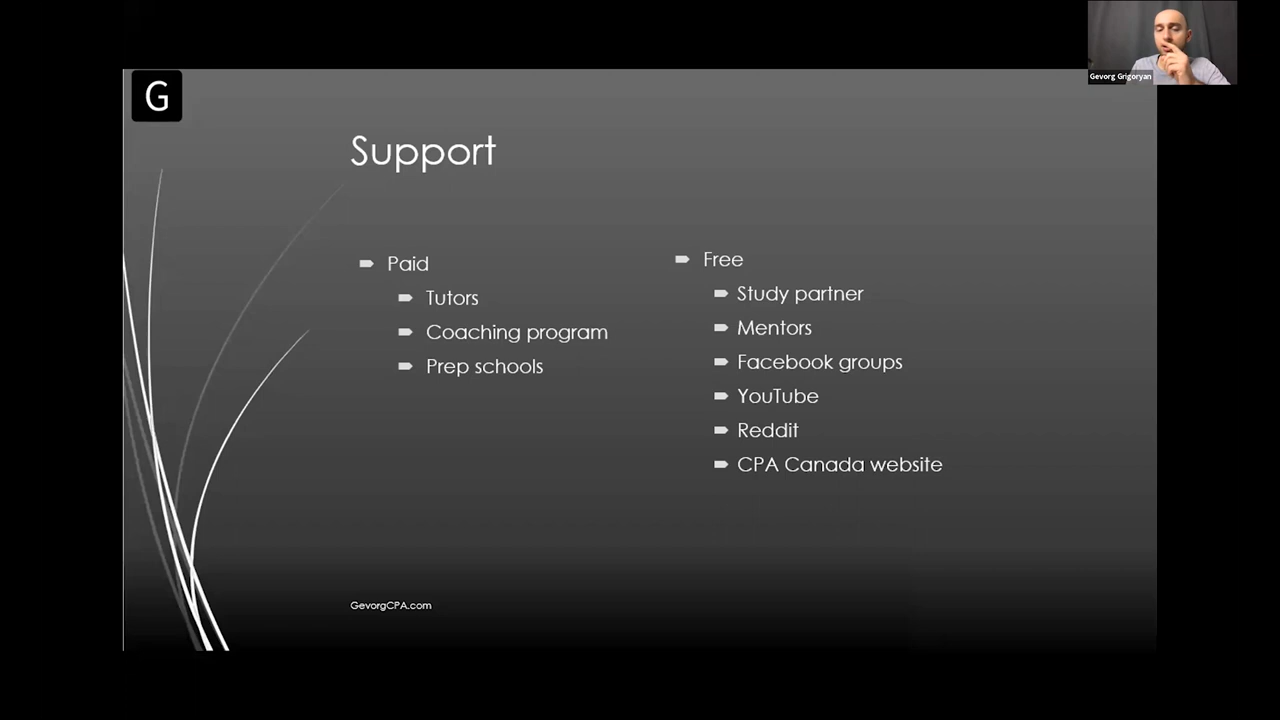 Gevorg Grigoryan
G
Support
Paid
Tutors
Coaching program
Prep schools
Free
Study partner
Mentors
Facebook groups
YouTube
Reddit
CPA Canada website
GevorgCPA.com